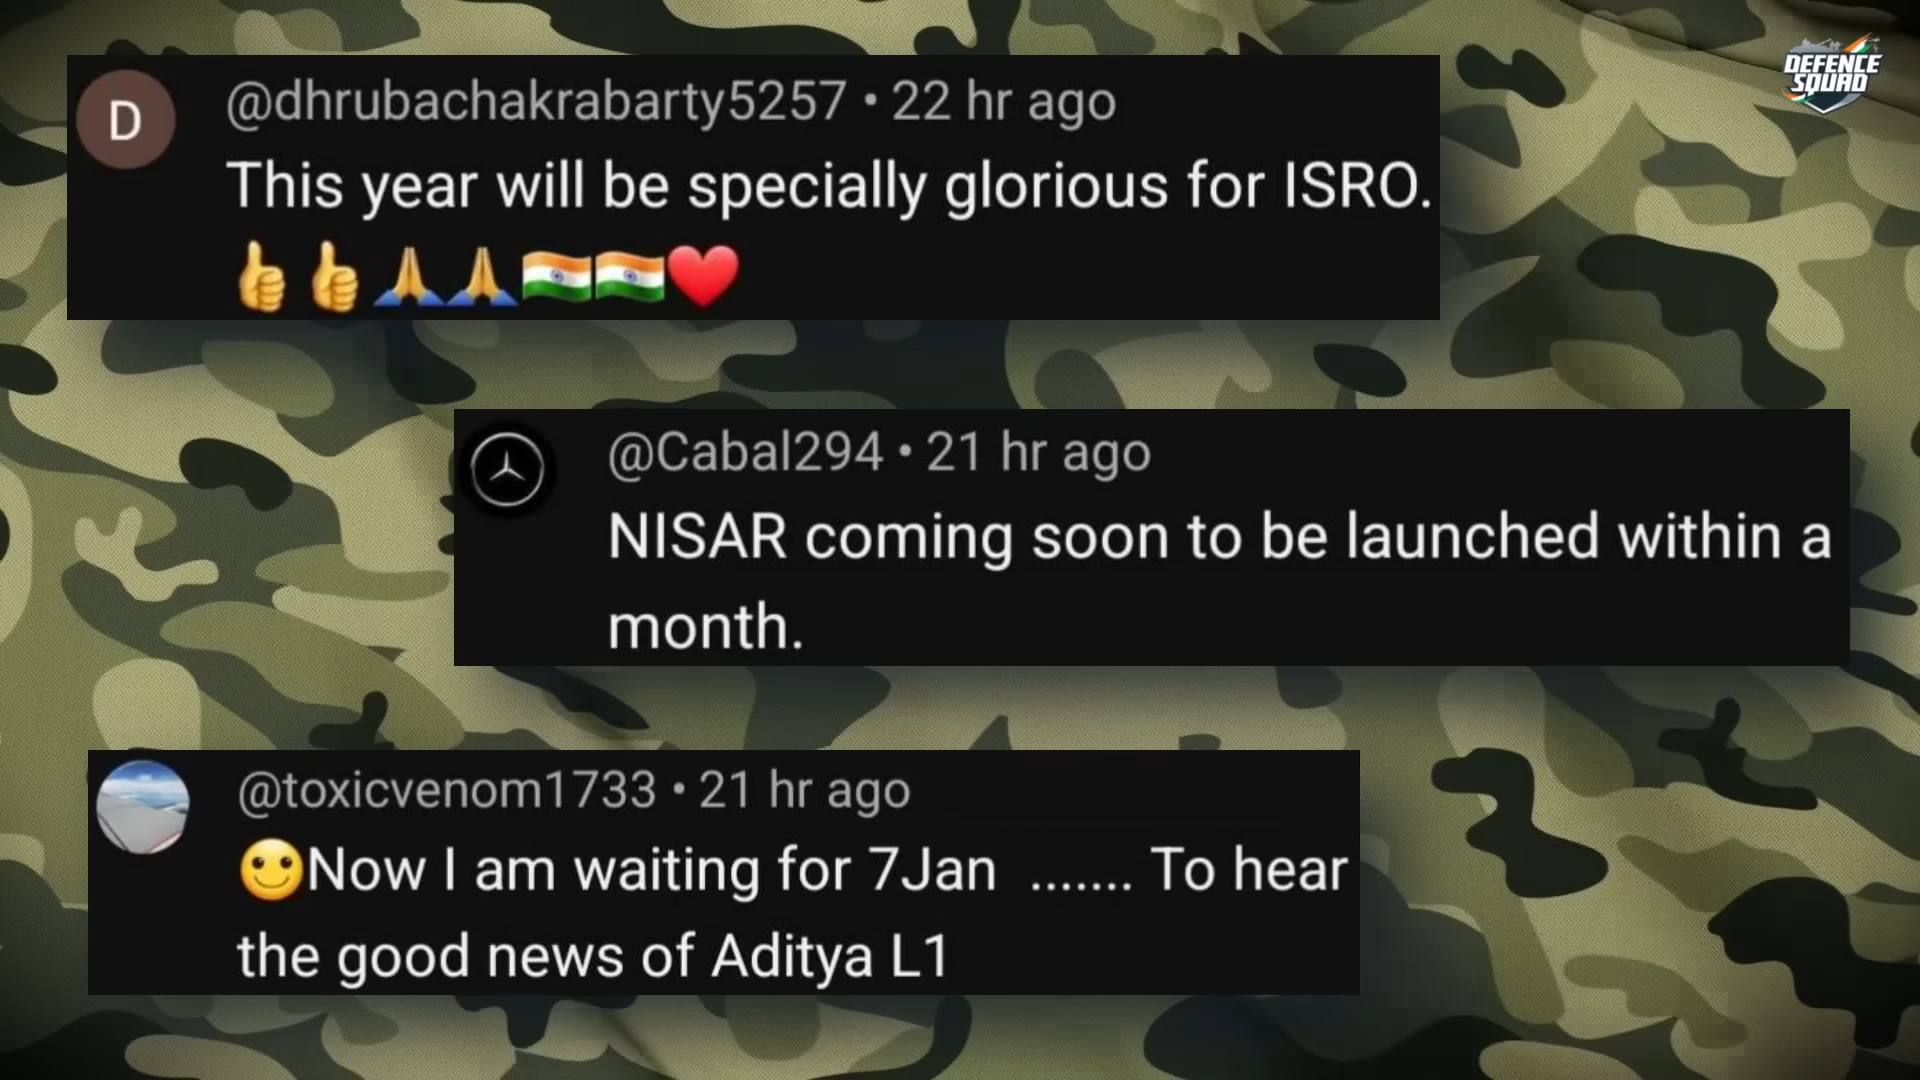 DEFENCE
SQUAD
D
@dhrubachakrabarty5257 • 22 hr ago
This year will be specially glorious for ISRO.
👍👍🙏🙏🇮🇳🇮🇳❤️
@Cabal294 • 21 hr ago
NISAR coming soon to be launched within a
month.
@toxicvenom1733 • 21 hr ago
🙂Now I am waiting for 7Jan ....... To hear
the good news of Aditya L1